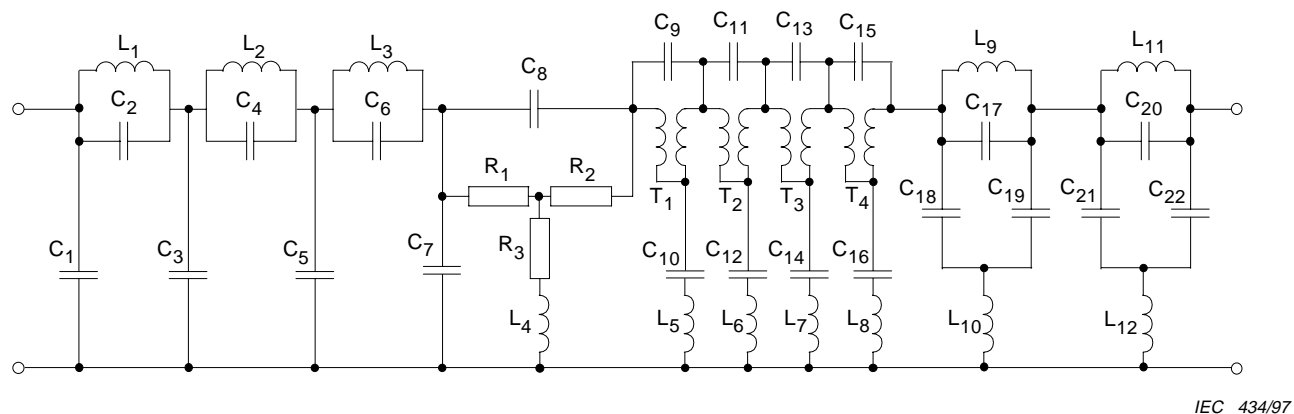 C9 C11 C13 C15
L1 L2 L3 L9 L11
C8
C2 C4 C6 C17 C20
R1 R2
T1 T2 T3 T4
C18 C19 C21 C22
C1 C3 C5 C7 R3 C10 C12 C14 C16
L4 L5 L6 L7 L8 L10 L12
IEC 434/97